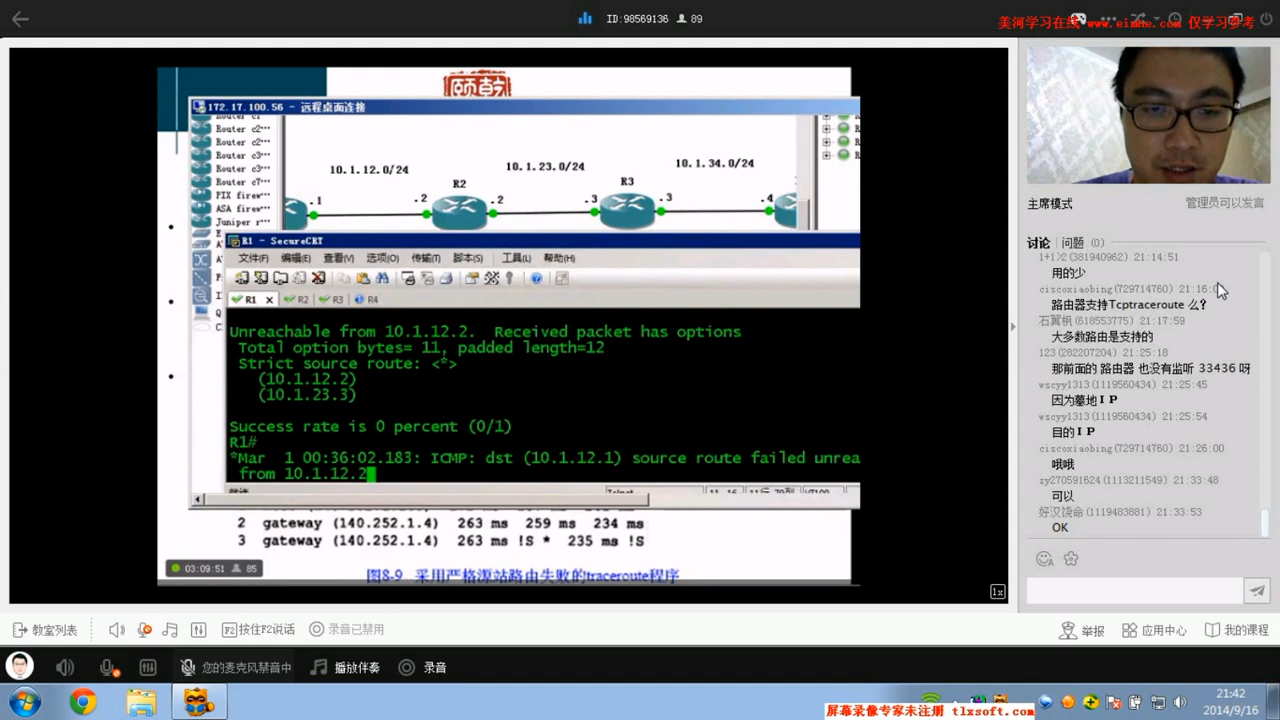 ID:98569136 89
美河学习在线 www.eimhe.com 仅学习参考
颐乾
172.17.100.56 - 远程桌面连接
Router c2···
Router c2···
Router c3···
Router c3···
Router c7···
PIX firew···
ASA firew···
Juniper r···
10.1.12.0/24
10.1.23.0/24
10.1.34.0/24
R2
R3
.1
.2
.2
.3
.3
.4
R1 - SecureCRT
文件(F) 编辑(E) 查看(V) 选项(O) 传输(T) 脚本(S) 工具(L) 帮助(H)
R1 R2 R3 R4
Unreachable from 10.1.12.2. Received packet has options
Total option bytes= 11, padded length=12
Strict source route: <*>
(10.1.12.2)
(10.1.23.3)
Success rate is 0 percent (0/1)
R1#
*Mar 1 00:36:02.183: ICMP: dst (10.1.12.1) source route failed unrea
from 10.1.12.2
2 gateway (140.252.1.4) 263 ms 259 ms 234 ms
3 gateway (140.252.1.4) 263 ms !S * 235 ms !S
图8-9 采用严格源站路由失败的traceroute程序
03:09:51 85
1x
主席模式
管理员可以发言
讨论 问题 (0)
(381940962) 21:14:51
用的少
ciscoxiaobing(729714760) 21:16:0
路由器支持Tcptraceroute 么?
石翼帆(618553775) 21:17:59
大多数路由是支持的
123(282207204) 21:25:18
那前面的 路由器 也没有监听 33436 呀
wscyy1313(1119560434) 21:25:45
因为墓地ＩＰ
wscyy1313(1119560434) 21:25:54
目的ＩＰ
ciscoxiaobing(729714760) 21:26:00
哦哦
zy270591624(1113211549) 21:33:48
可以
好汉饶命(1119483881) 21:33:53
OK
教室列表
F2 按住F2说话
录音已禁用
举报
应用中心
我的课程
您的麦克风禁音中
播放伴奏
录音
21:42
2014/9/16
屏幕录像专家未注册 tlxsoft.com